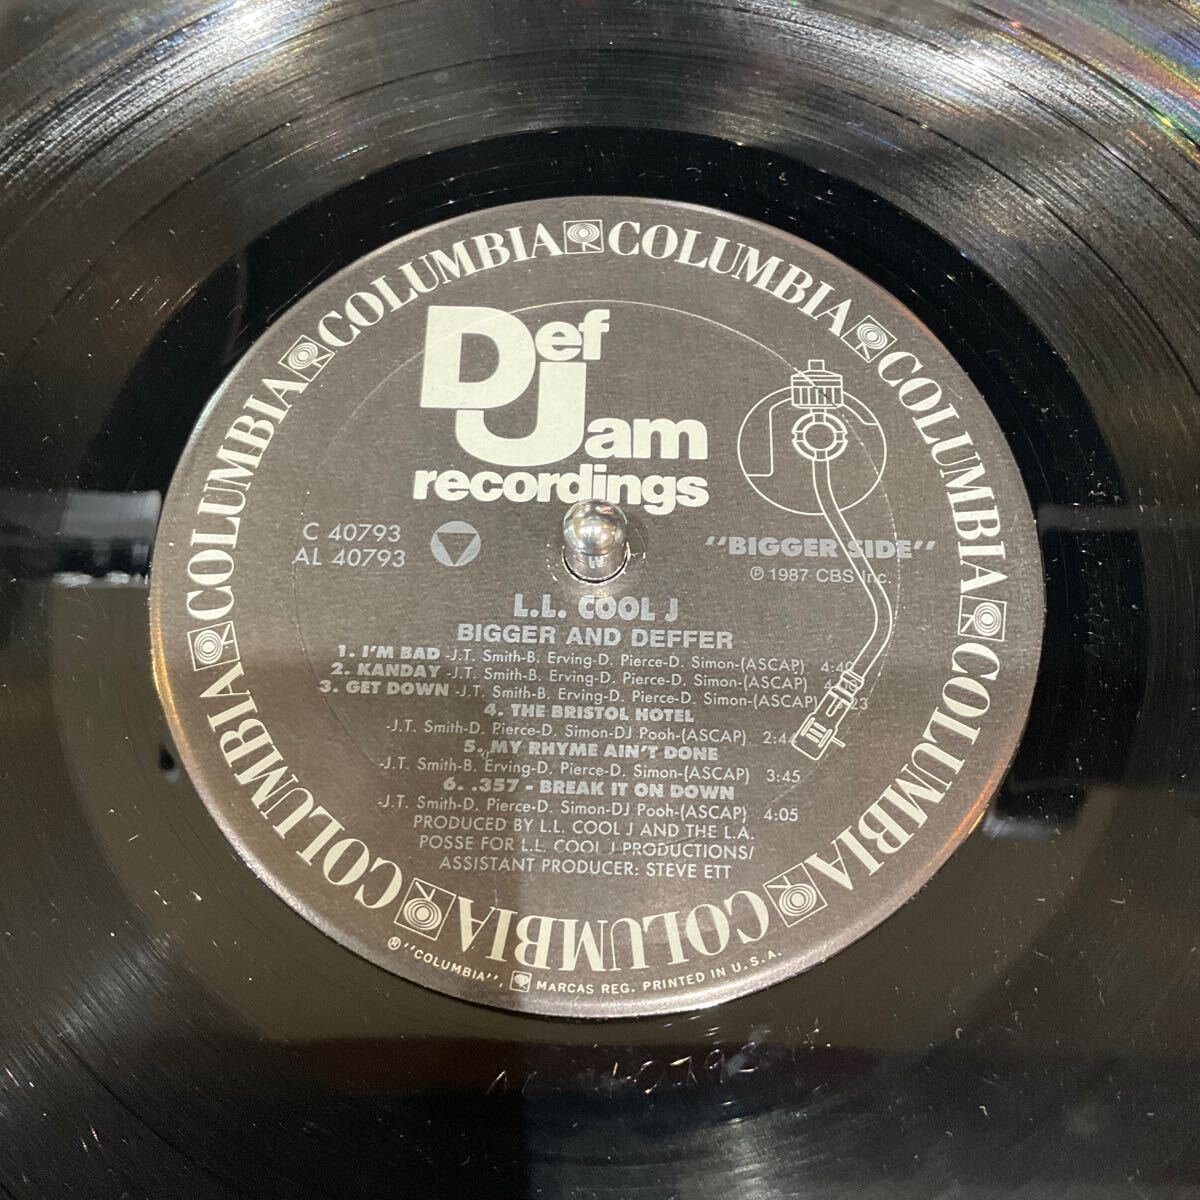 COLUMBIA COLUMBIA COLUMBIA COLUMBIA COLUMBIA COLUMBIA COLUMBIA COLUMBIA COLUMBIA COLUMBIA
Def
Jam
recordings
C 40793
AL 40793
"BIGGER SIDE"
℗ 1987 CBS Inc.
L.L. COOL J
BIGGER AND DEFFER
1. I'M BAD -J.T. Smith-B. Erving-D. Pierce-D. Simon-(ASCAP)
2. KANDAY -J.T. Smith-B. Erving-D. Pierce-D. Simon-(ASCAP)
3. GET DOWN -J.T. Smith-B. Erving-D. Pierce-D. Simon-(ASCAP)
4. THE BRISTOL HOTEL
-J.T. Smith-D. Pierce-D. Simon-DJ Pooh-(ASCAP) 2:44
5. MY RHYME AIN'T DONE
-J.T. Smith-B. Erving-D. Pierce-D. Simon-(ASCAP) 3:45
6. .357 - BREAK IT ON DOWN
-J.T. Smith-D. Pierce-D. Simon-DJ Pooh-(ASCAP) 4:05
PRODUCED BY L.L. COOL J AND THE L.A.
POSSE FOR L.L. COOL J PRODUCTIONS/
ASSISTANT PRODUCER: STEVE ETT
® "COLUMBIA", MARCAS REG. PRINTED IN U.S.A.